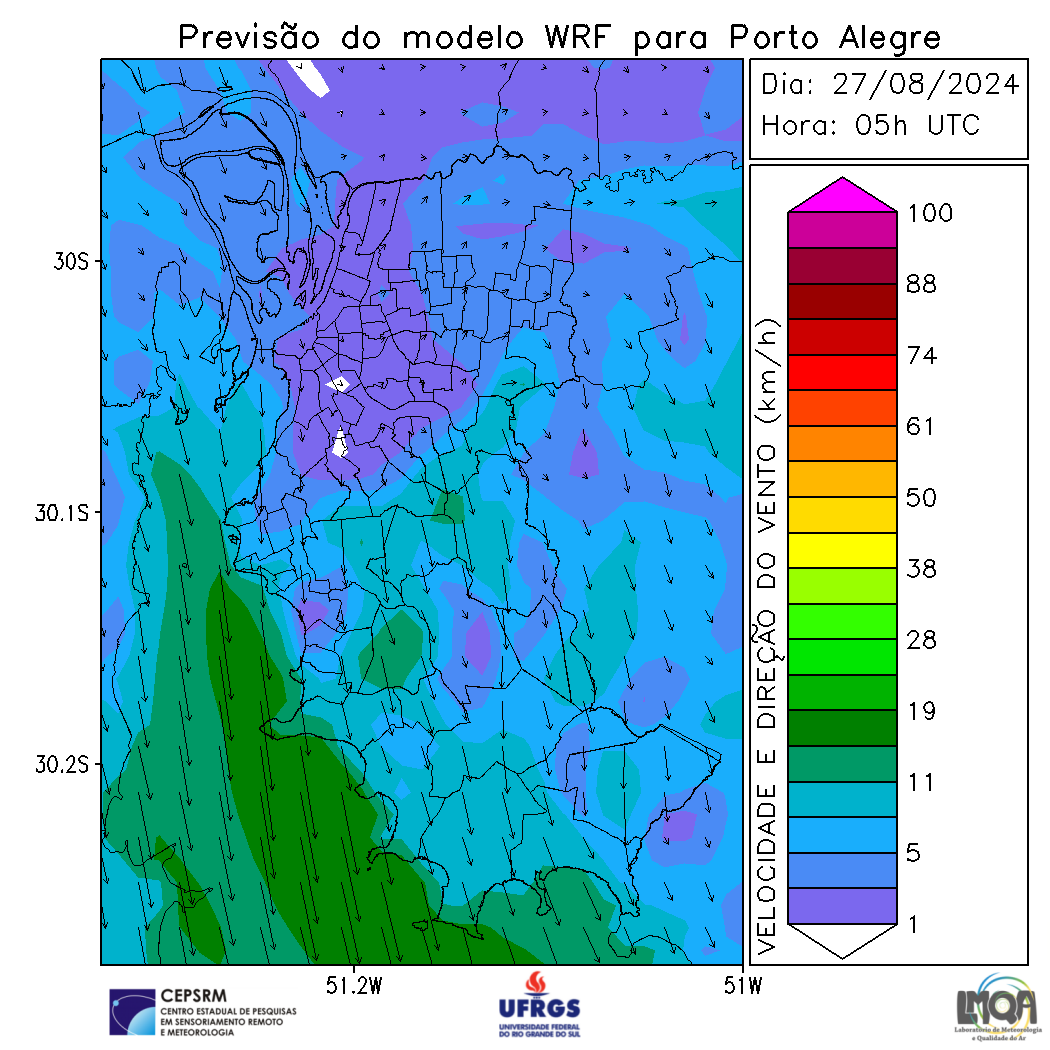 Previsão do modelo WRF para Porto Alegre
Dia: 27/08/2024
Hora: 05h UTC
30S
30.1S
30.2S
51.2W
51W
VELOCIDADE E DIREÇÃO DO VENTO (km/h)
100
88
74
61
50
38
28
19
11
5
1
CEPSRM
CENTRO ESTADUAL DE PESQUISAS
EM SENSORIAMENTO REMOTO
E METEOROLOGIA
UFRGS
UNIVERSIDADE FEDERAL
DO RIO GRANDE DO SUL
LMQA
Laboratório de Meteorologia
e Qualidade do Ar